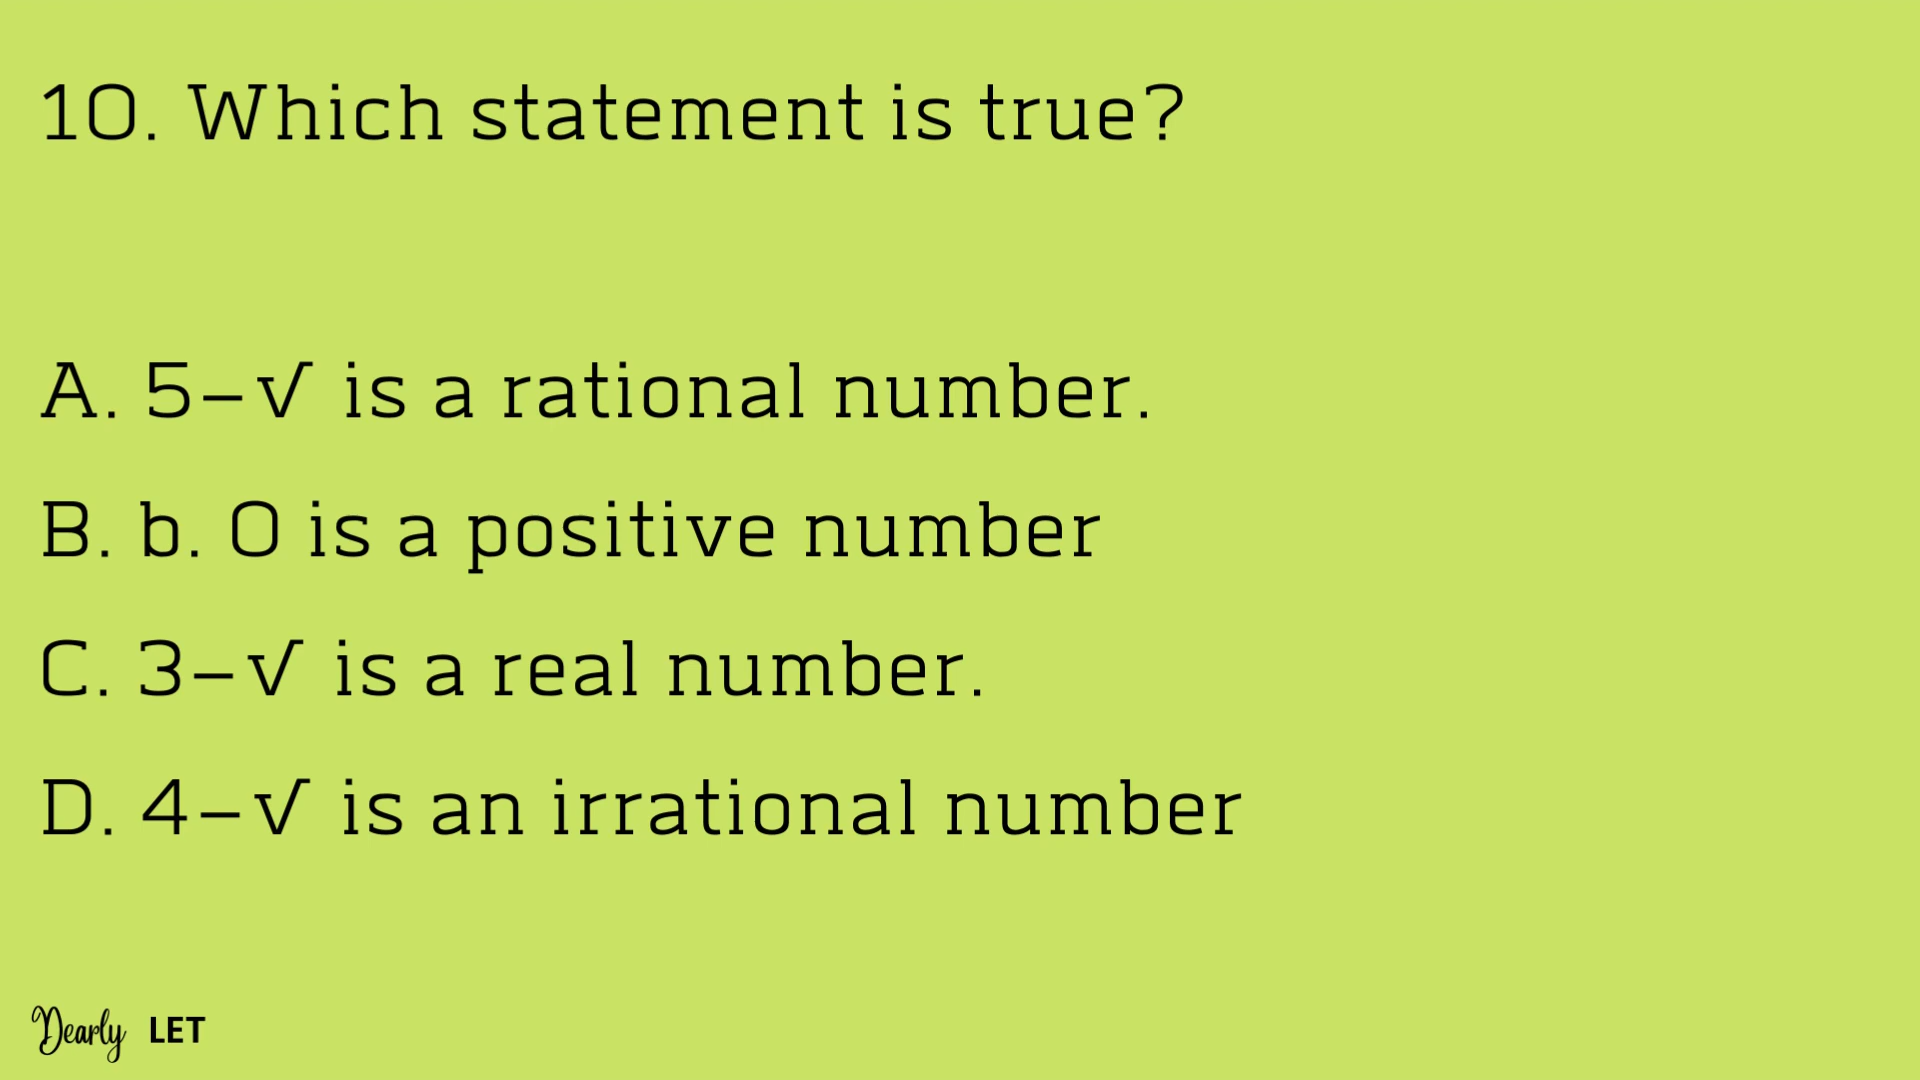 10. Which statement is true?
A. 5–√ is a rational number.
B. b. 0 is a positive number
C. 3–√ is a real number.
D. 4–√ is an irrational number
Dearly LET